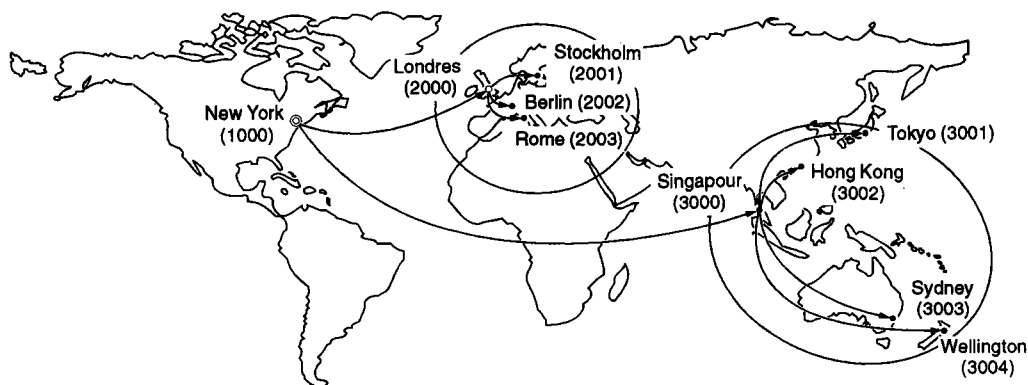 Stockholm
(2001)
Londres
(2000)
Berlin (2002)
New York
(1000)
Rome (2003)
Tokyo (3001)
Hong Kong
(3002)
Singapour
(3000)
Sydney
(3003)
Wellington
(3004)